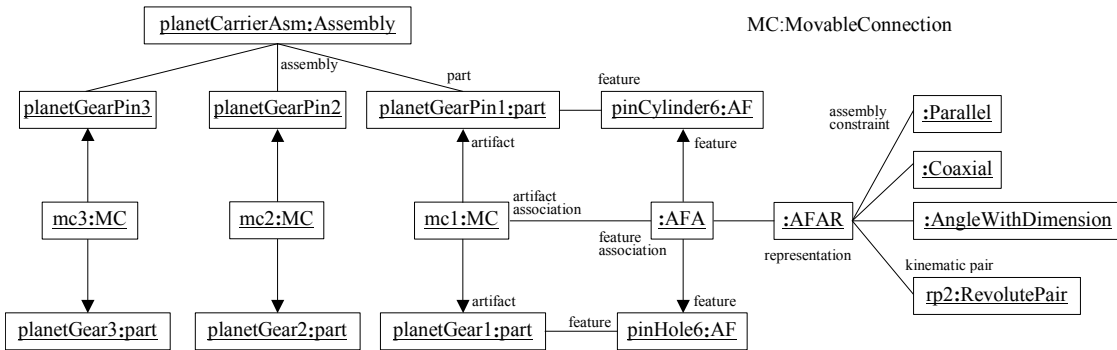 planetCarrierAsm:Assembly
MC:MovableConnection
assembly
part
feature
planetGearPin3
planetGearPin2
planetGearPin1:part
pinCylinder6:AF
assembly
constraint
:Parallel
artifact
feature
:Coaxial
mc3:MC
mc2:MC
mc1:MC
artifact
association
:AFA
feature
association
:AFAR
representation
:AngleWithDimension
kinematic pair
rp2:RevolutePair
artifact
feature
planetGear3:part
planetGear2:part
planetGear1:part
feature
pinHole6:AF